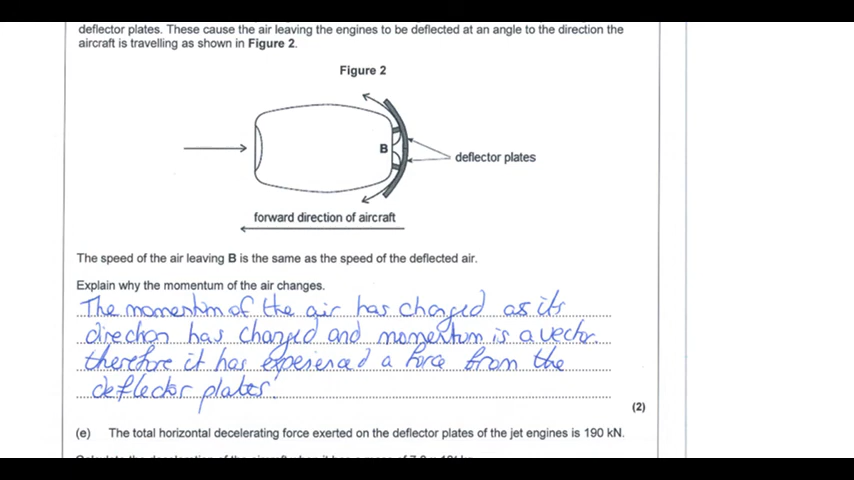 deflector plates. These cause the air leaving the engines to be deflected at an angle to the direction the
aircraft is travelling as shown in Figure 2.
Figure 2
B
deflector plates
forward direction of aircraft
The speed of the air leaving B is the same as the speed of the deflected air.
Explain why the momentum of the air changes.
The momentum of the air has changed as its
direction has changed and momentum is a vector
therefore it has experienced a force from the
deflector plates.
(2)
(e) The total horizontal decelerating force exerted on the deflector plates of the jet engines is 190 kN.